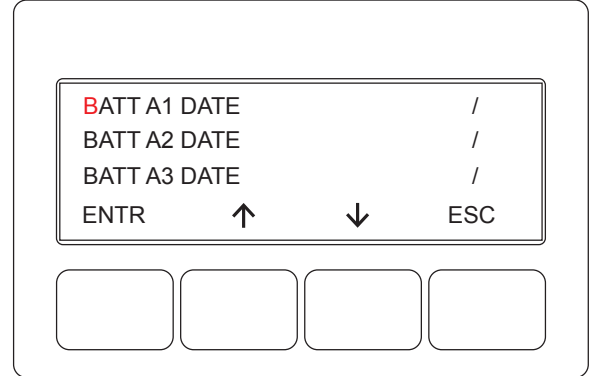 BATT A1 DATE /
BATT A2 DATE /
BATT A3 DATE /
ENTR ↑ ↓ ESC